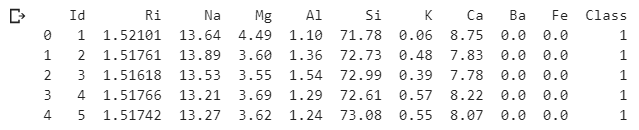 Id Ri Na Mg Al Si K Ca Ba Fe Class
0 1 1.52101 13.64 4.49 1.10 71.78 0.06 8.75 0.0 0.0 1
1 2 1.51761 13.89 3.60 1.36 72.73 0.48 7.83 0.0 0.0 1
2 3 1.51618 13.53 3.55 1.54 72.99 0.39 7.78 0.0 0.0 1
3 4 1.51766 13.21 3.69 1.29 72.61 0.57 8.22 0.0 0.0 1
4 5 1.51742 13.27 3.62 1.24 73.08 0.55 8.07 0.0 0.0 1